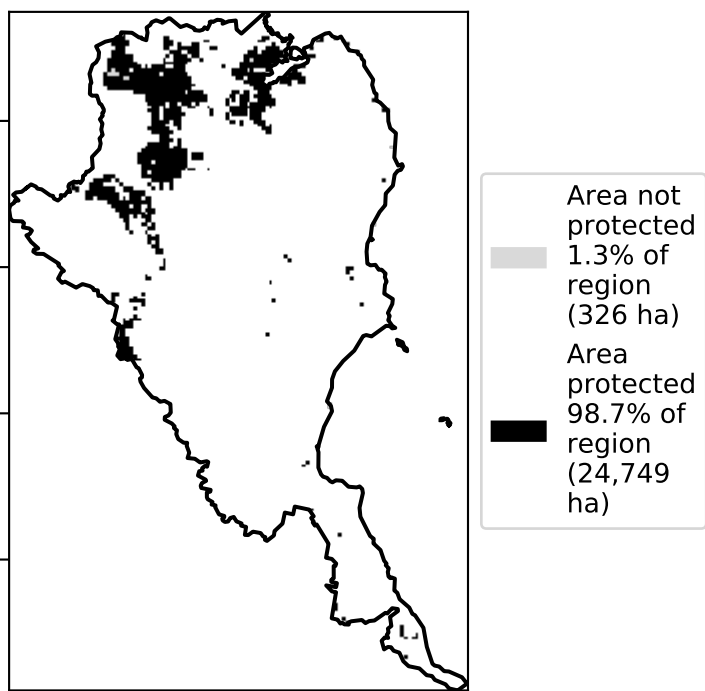 Area not
protected
1.3% of
region
(326 ha)
Area
protected
98.7% of
region
(24,749
ha)